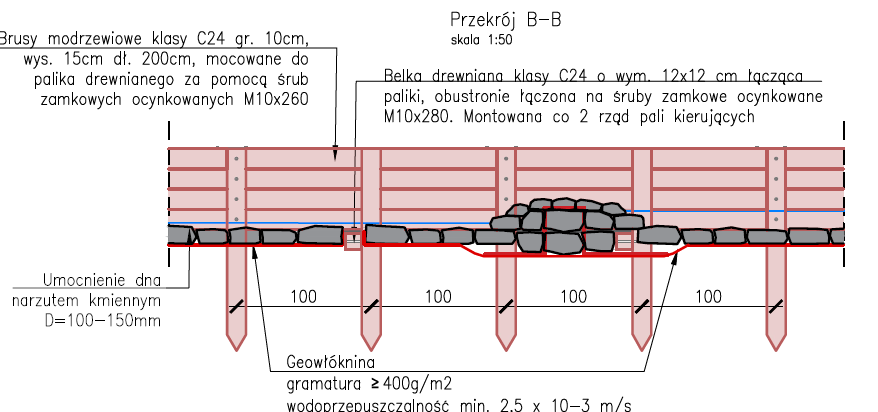 Przekrój B-B
skala 1:50
Brusy modrzewiowe klasy C24 gr. 10cm,
wys. 15cm dł. 200cm, mocowane do
palika drewnianego za pomocą śrub
zamkowych ocynkowanych M10x260
Belka drewniana klasy C24 o wym. 12x12 cm łącząca
paliki, obustronie łączona na śruby zamkowe ocynkowane
M10x280. Montowana co 2 rząd pali kierujących
Umocnienie dna
narzutem kmiennym
D=100-150mm
100
100
100
100
Geowłóknina
gramatura ≥400g/m2
wodoprzepuszczalność min. 2.5 x 10-3 m/s